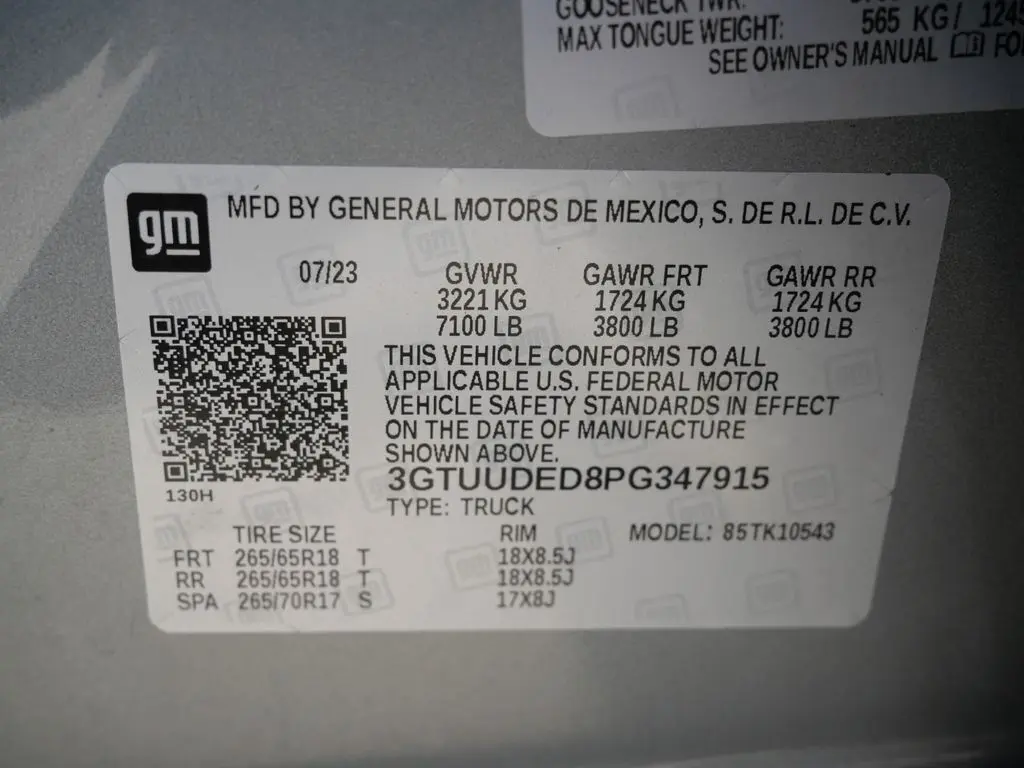 GOOSENECK TWR:
MAX TONGUE WEIGHT: 565 KG/ 1245
SEE OWNER'S MANUAL FO
gm
MFD BY GENERAL MOTORS DE MEXICO, S. DE R.L. DE C.V.
07/23 GVWR GAWR FRT GAWR RR
3221 KG 1724 KG 1724 KG
7100 LB 3800 LB 3800 LB
THIS VEHICLE CONFORMS TO ALL
APPLICABLE U.S. FEDERAL MOTOR
VEHICLE SAFETY STANDARDS IN EFFECT
ON THE DATE OF MANUFACTURE
SHOWN ABOVE.
3GTUUDED8PG347915
130H
TYPE: TRUCK
TIRE SIZE RIM MODEL: 85TK10543
FRT 265/65R18 T 18X8.5J
RR 265/65R18 T 18X8.5J
SPA 265/70R17 S 17X8J